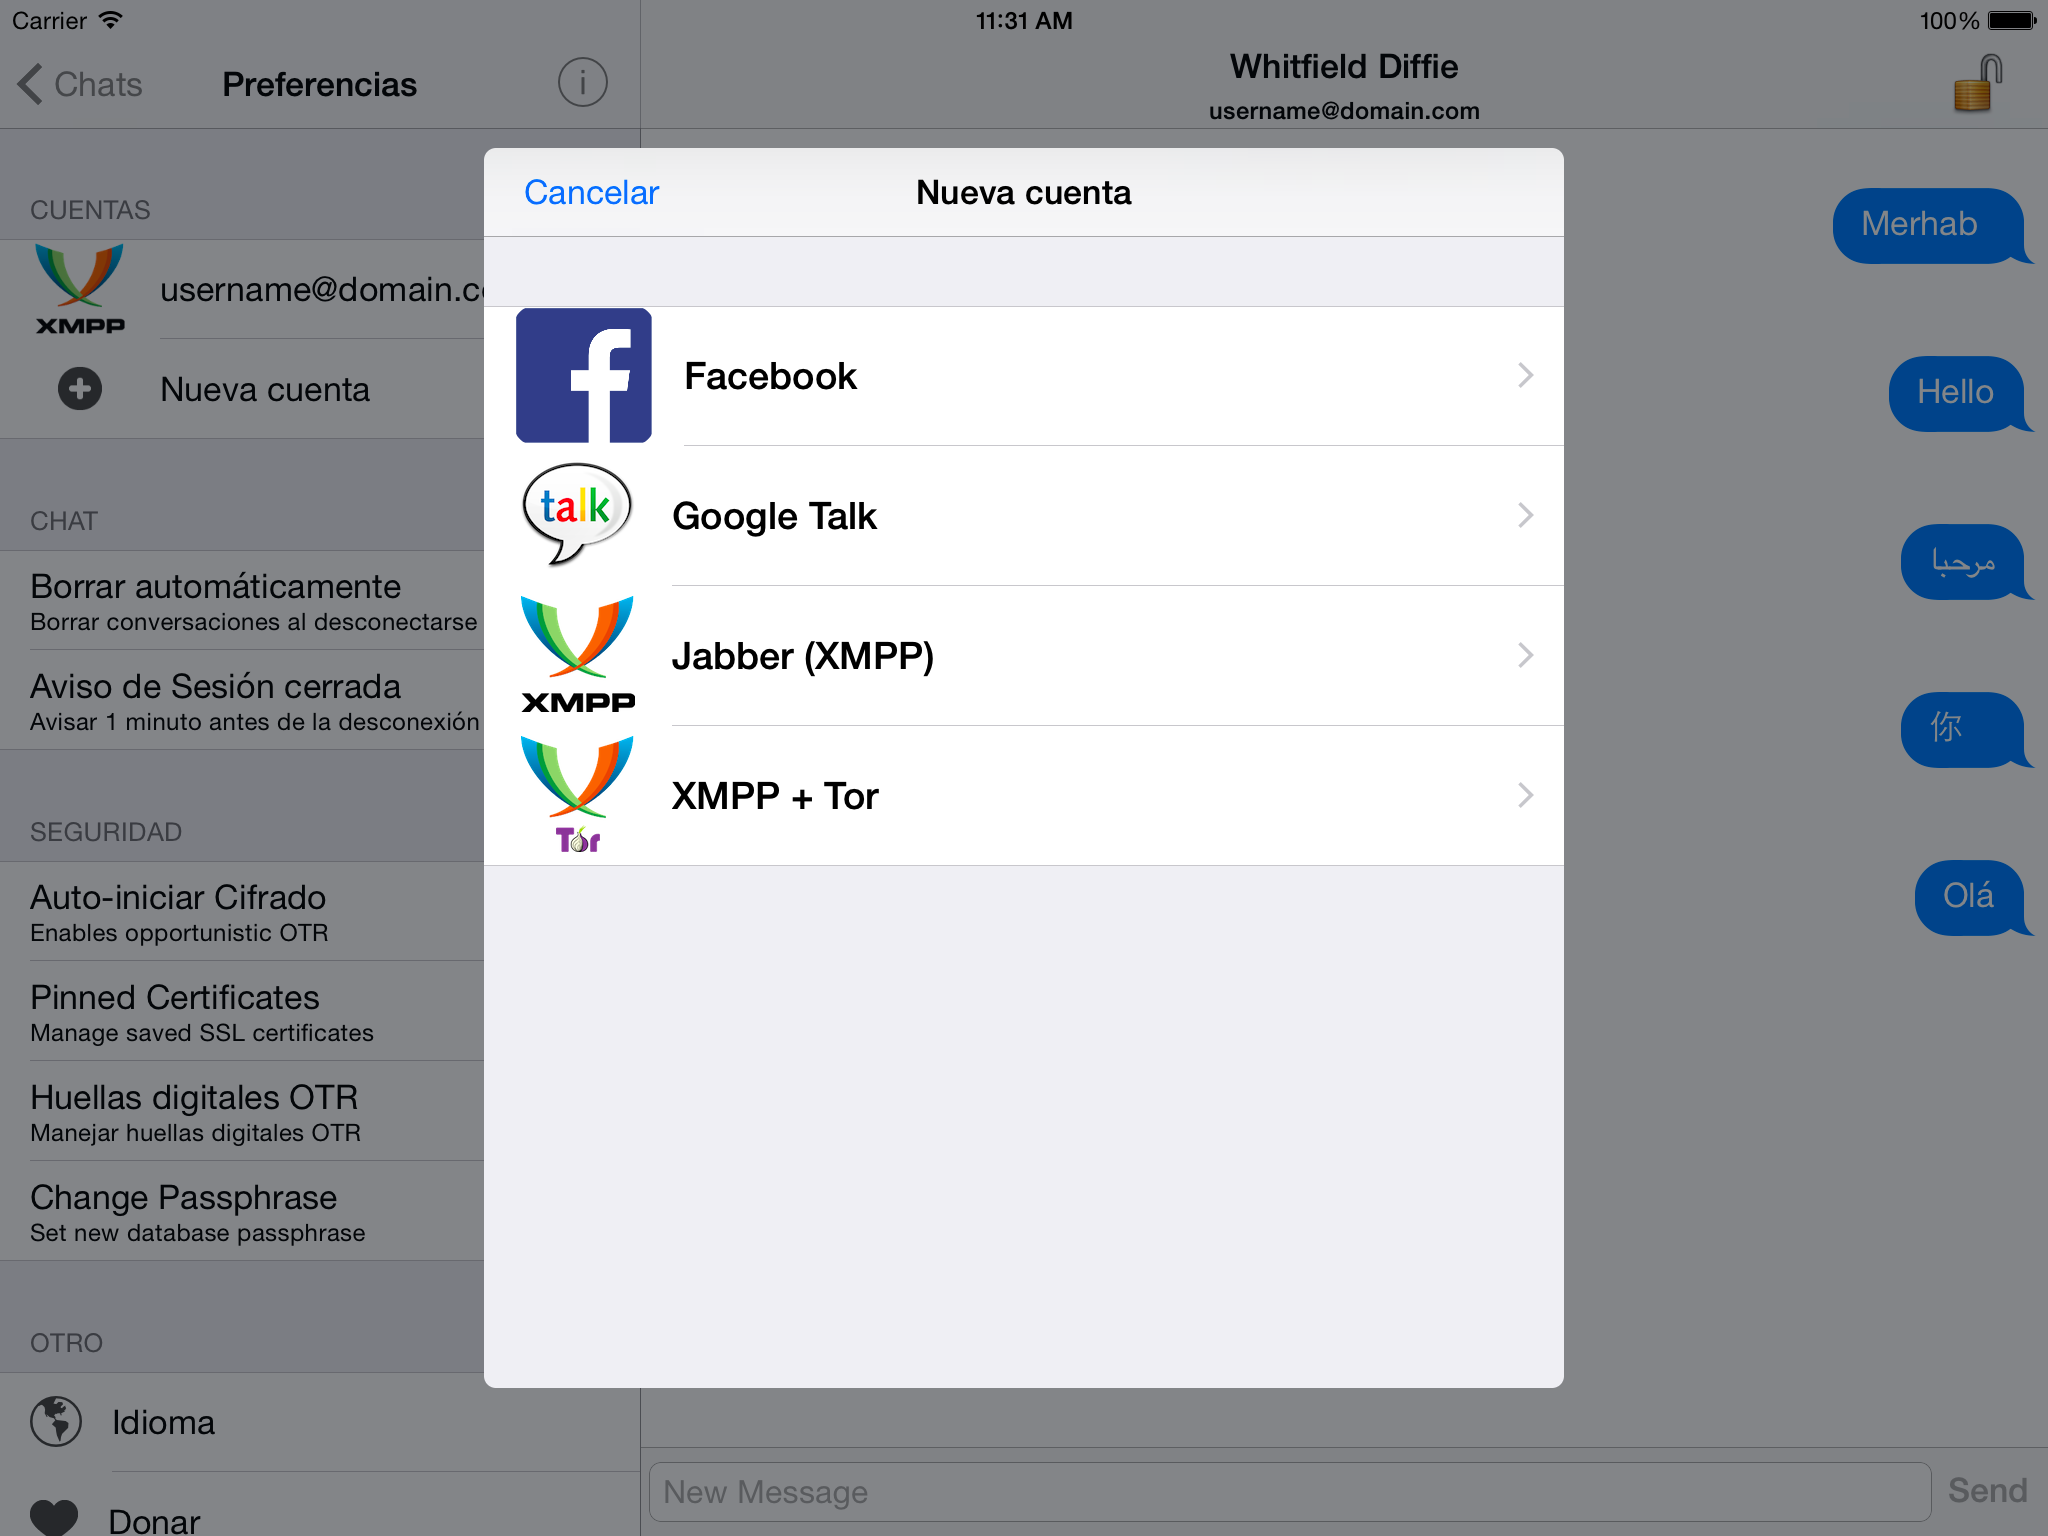 Carrier
11:31 AM
100%
Chats
Preferencias
Whitfield Diffie
username@domain.com
CUENTAS
XMPP
username@domain.c
Nueva cuenta
CHAT
Borrar automáticamente
Borrar conversaciones al desconectarse
Aviso de Sesión cerrada
Avisar 1 minuto antes de la desconexión
SEGURIDAD
Auto-iniciar Cifrado
Enables opportunistic OTR
Pinned Certificates
Manage saved SSL certificates
Huellas digitales OTR
Manejar huellas digitales OTR
Change Passphrase
Set new database passphrase
OTRO
Idioma
Donar
Cancelar
Nueva cuenta
Facebook
talk
Google Talk
XMPP
Jabber (XMPP)
Tor
XMPP + Tor
Merhab
Hello
مرحبا
你
Olá
New Message
Send